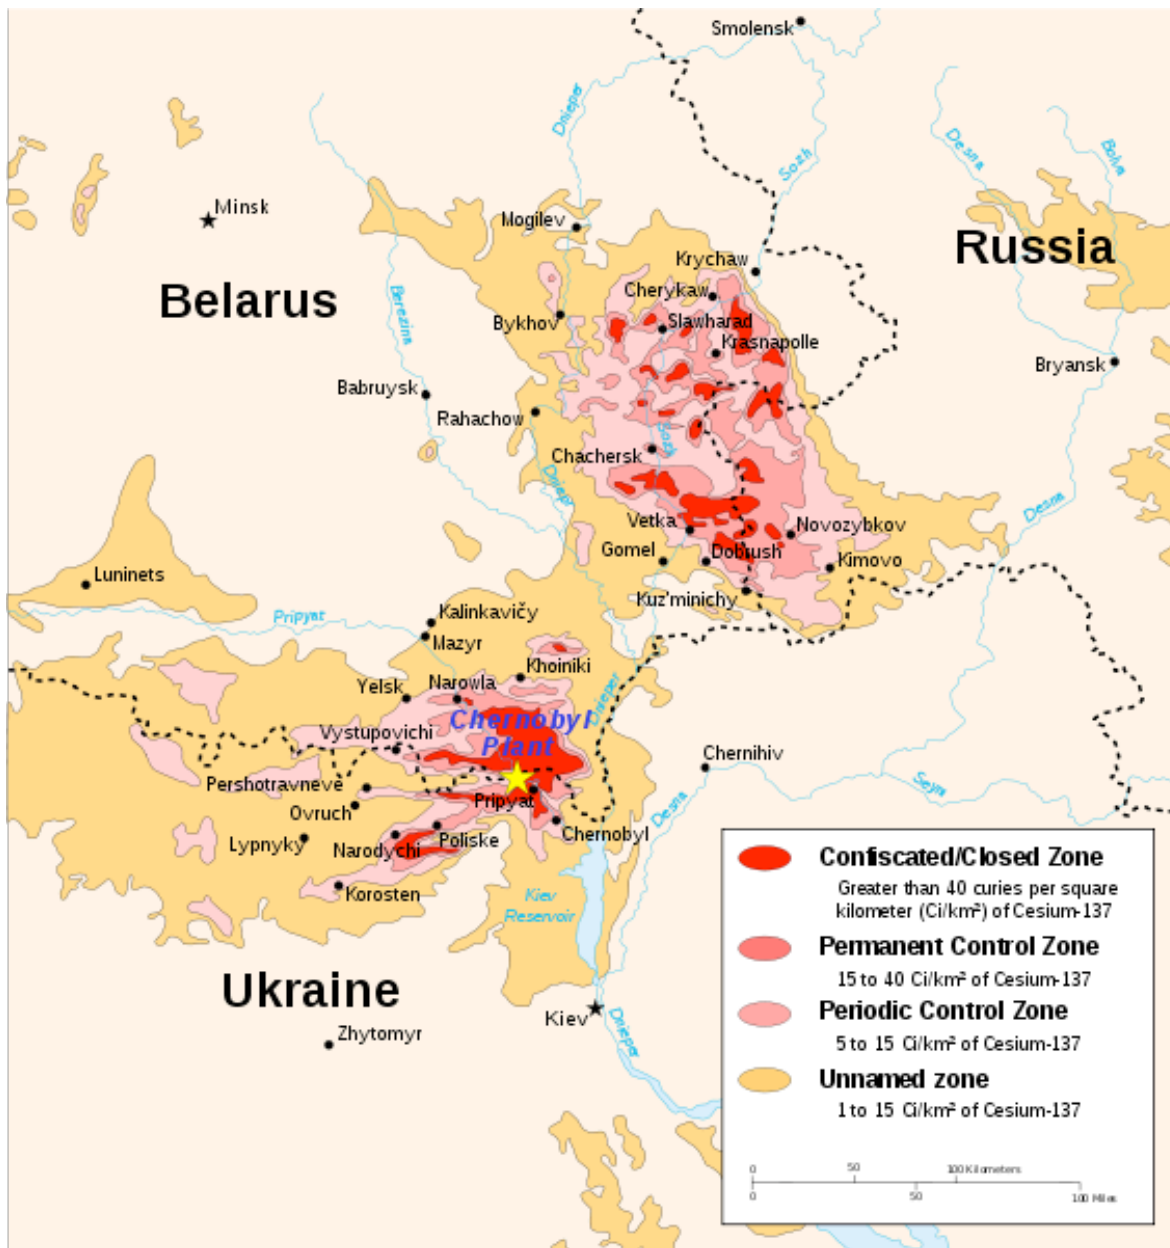 Smolensk
Dnieper
Sozh
Desna
Bolva
Minsk
Mogilev
Russia
Krychaw
Belarus
Cherykaw
Berezina
Bykhov
Slawharad
Krasnapolle
Bryansk
Babruysk
Rahachow
Sozh
Chachersk
Dniepr
Desna
Vetka
Novozybkov
Gomel
Dobrush
Kimovo
Luninets
Kuz'minichy
Pripyat
Kalinkavičy
Mazyr
Khoiniki
Yelsk
Narowla
Dnieper
Chernobyl
Plant
Vystupovichi
Chernihiv
Pershotravneve
Seym
Pripyat
Ovruch
Desna
Chernobyl
Lypnyky
Narodychi
Poliske
Korosten
Kiev
Reservoir
Ukraine
Kiev
Zhytomyr
Dnieper
Confiscated/Closed Zone
Greater than 40 curies per square
kilometer (Ci/km²) of Cesium-137
Permanent Control Zone
15 to 40 Ci/km² of Cesium-137
Periodic Control Zone
5 to 15 Ci/km² of Cesium-137
Unnamed zone
1 to 15 Ci/km² of Cesium-137
0 50 100 Kilometers
0 50 100 Miles